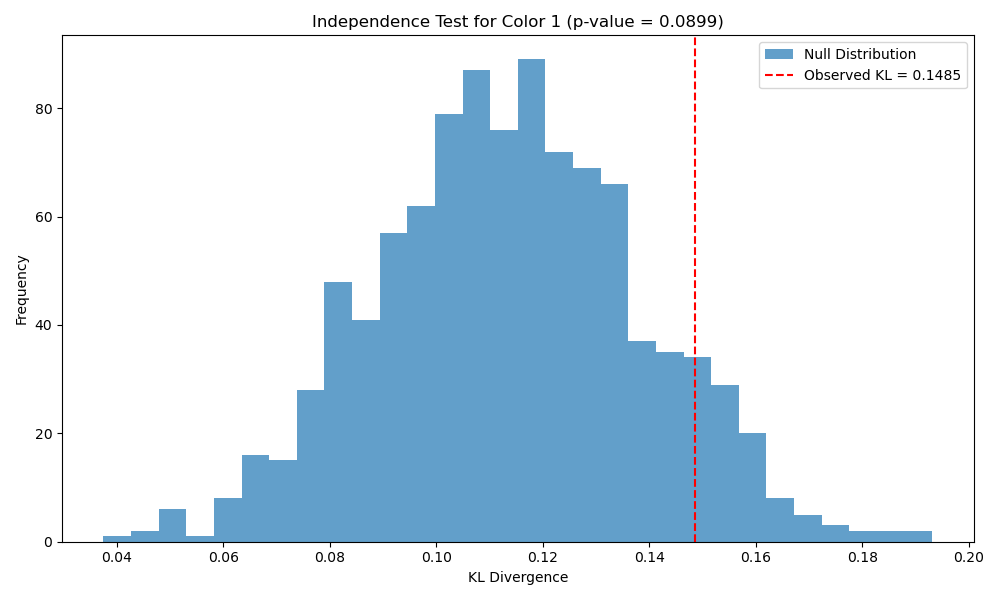 Independence Test for Color 1 (p-value = 0.0899)
Null Distribution
Observed KL = 0.1485
Frequency
80
60
40
20
0
0.04 0.06 0.08 0.10 0.12 0.14 0.16 0.18 0.20
KL Divergence